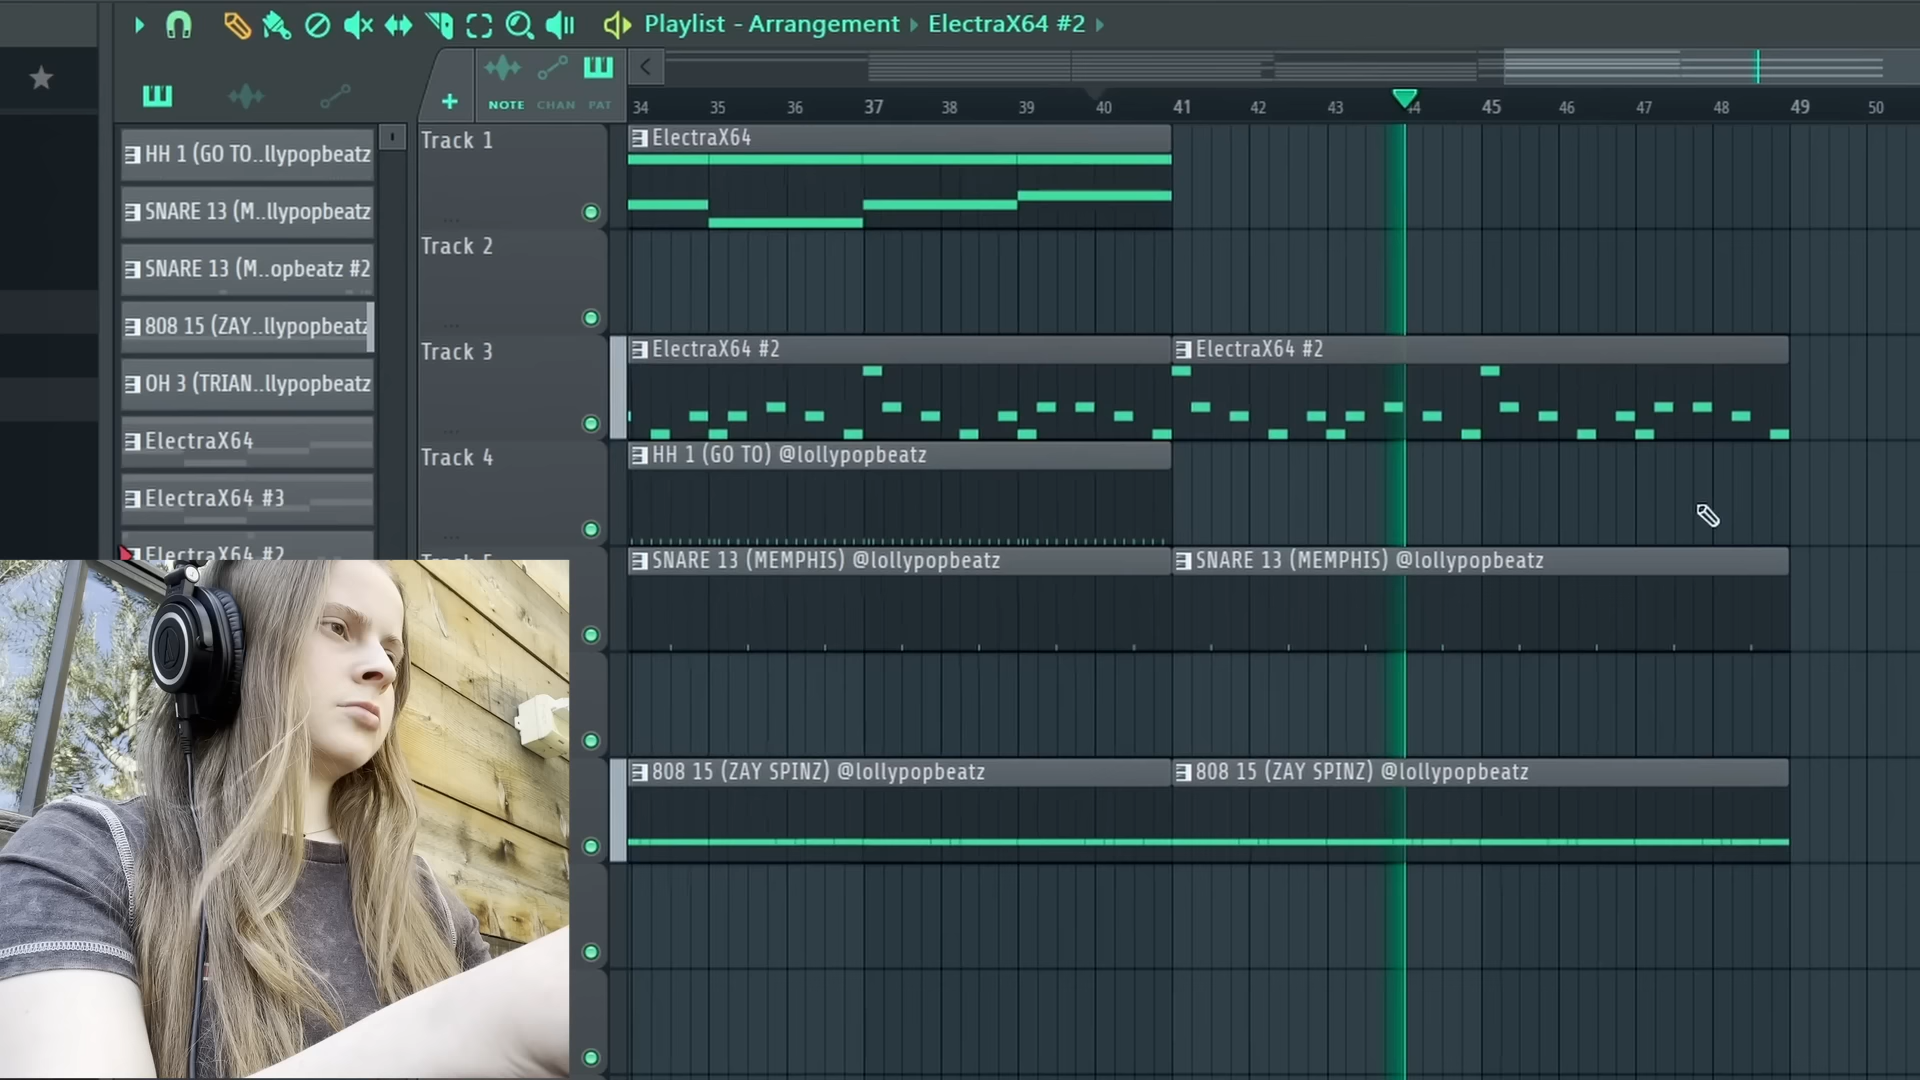 Playlist - Arrangement ▸ ElectraX64 #2 ▸
NOTE CHAN PAT
34 35 36 37 38 39 40 41 42 43 44 45 46 47 48 49 50
HH 1 (GO TO..llypopbeatz
SNARE 13 (M..llypopbeatz
SNARE 13 (M..opbeatz #2
808 15 (ZAY..llypopbeatz
OH 3 (TRIAN..llypopbeatz
ElectraX64
ElectraX64 #3
ElectraX64 #2
Track 1
ElectraX64
Track 2
Track 3
ElectraX64 #2
ElectraX64 #2
Track 4
HH 1 (GO TO) @lollypopbeatz
SNARE 13 (MEMPHIS) @lollypopbeatz
SNARE 13 (MEMPHIS) @lollypopbeatz
808 15 (ZAY SPINZ) @lollypopbeatz
808 15 (ZAY SPINZ) @lollypopbeatz